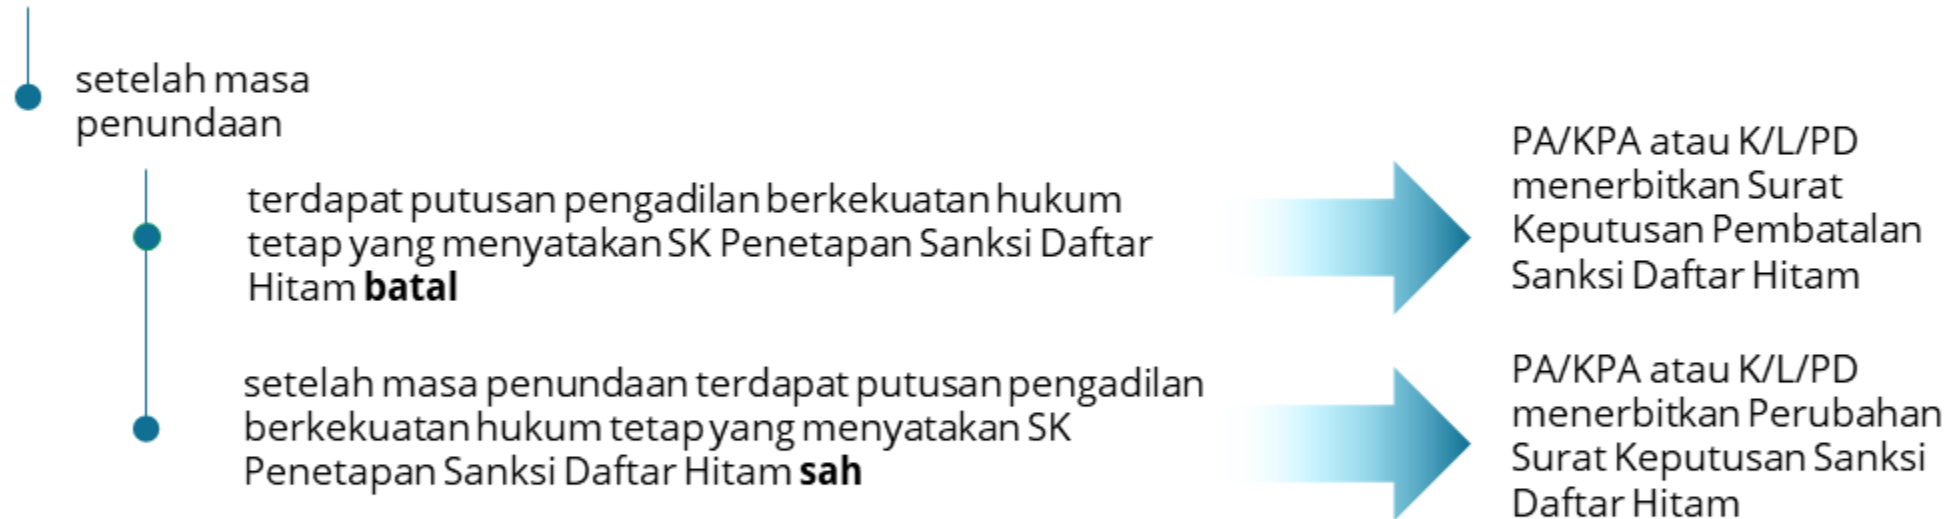 setelah masa
penundaan
terdapat putusan pengadilan berkekuatan hukum
tetap yang menyatakan SK Penetapan Sanksi Daftar
Hitam batal
PA/KPA atau K/L/PD
menerbitkan Surat
Keputusan Pembatalan
Sanksi Daftar Hitam
setelah masa penundaan terdapat putusan pengadilan
berkekuatan hukum tetap yang menyatakan SK
Penetapan Sanksi Daftar Hitam sah
PA/KPA atau K/L/PD
menerbitkan Perubahan
Surat Keputusan Sanksi
Daftar Hitam